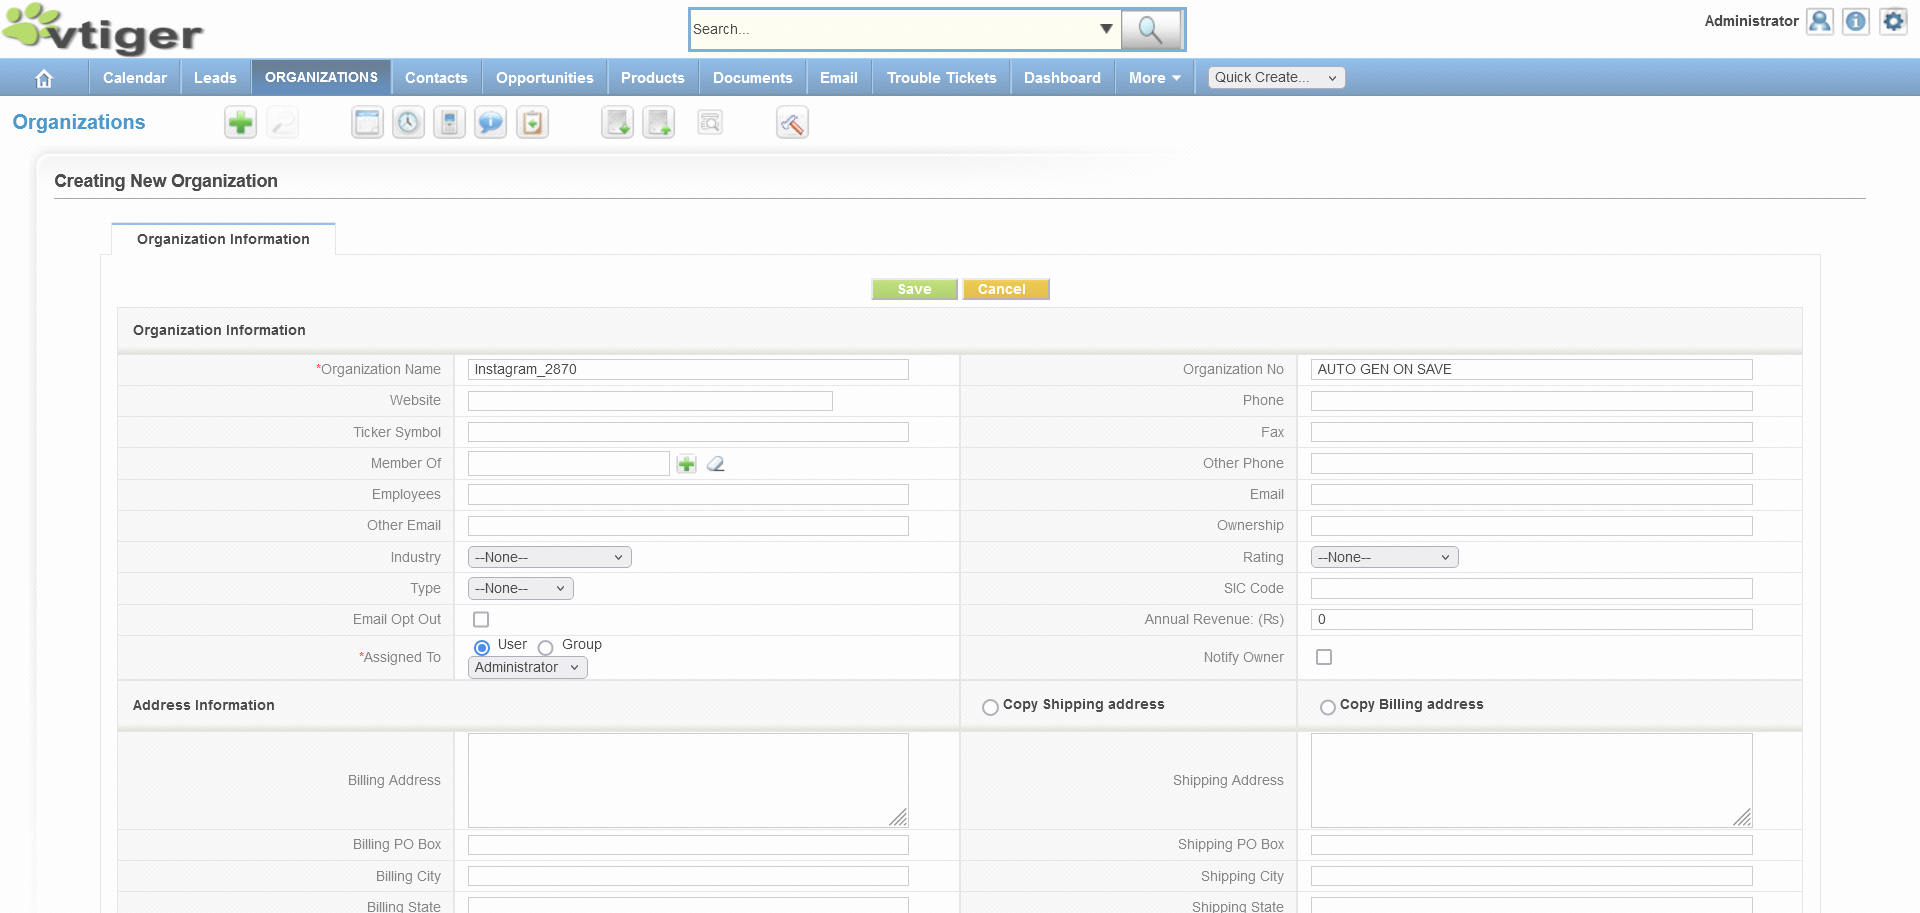 vtiger
Search...
Administrator
Calendar
Leads
ORGANIZATIONS
Contacts
Opportunities
Products
Documents
Email
Trouble Tickets
Dashboard
More
Quick Create...
Organizations
Creating New Organization
Organization Information
Save
Cancel
Organization Information
*Organization Name
Instagram_2870
Organization No
AUTO GEN ON SAVE
Website
Phone
Ticker Symbol
Fax
Member Of
Other Phone
Employees
Email
Other Email
Ownership
Industry
--None--
Rating
--None--
Type
--None--
SIC Code
Email Opt Out
Annual Revenue: (Rs)
0
*Assigned To
User
Group
Administrator
Notify Owner
Address Information
Copy Shipping address
Copy Billing address
Billing Address
Shipping Address
Billing PO Box
Shipping PO Box
Billing City
Shipping City
Billing State
Shipping State